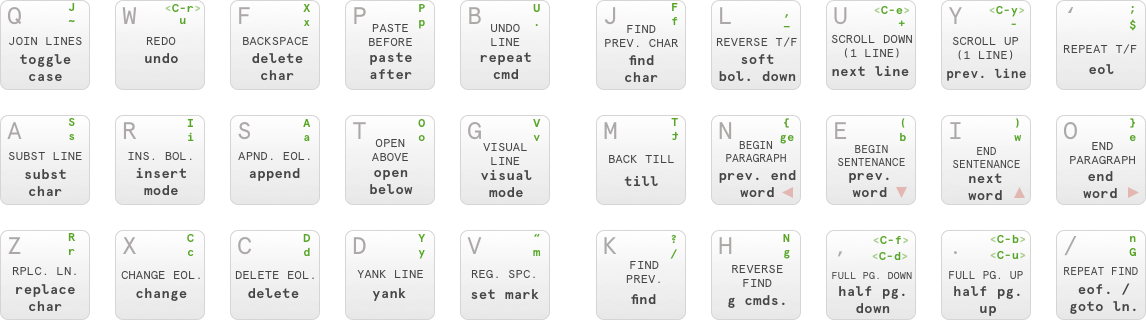 Q J
~
JOIN LINES
toggle
case
W <C-r>
u
REDO
undo
F X
x
BACKSPACE
delete
char
P P
p
PASTE
BEFORE
paste
after
B U
.
UNDO
LINE
repeat
cmd
J F
f
FIND
PREV. CHAR
find
char
L ,
–
REVERSE T/F
soft
bol. down
U <C-e>
+
SCROLL DOWN
(1 LINE)
next line
Y <C-y>
-
SCROLL UP
(1 LINE)
prev. line
‘ ;
$
REPEAT T/F
eol
A S
s
SUBST LINE
subst
char
R I
i
INS. BOL.
insert
mode
S A
a
APND. EOL.
append
T O
o
OPEN
ABOVE
open
below
G V
v
VISUAL
LINE
visual
mode
M T
t
BACK TILL
till
N {
ge
BEGIN
PARAGRAPH
prev. end
word ◀
E (
b
BEGIN
SENTENANCE
prev.
word ▼
I )
w
END
SENTENANCE
next
word ▲
O }
e
END
PARAGRAPH
end
word ▶
Z R
r
RPLC. LN.
replace
char
X C
c
CHANGE EOL.
change
C D
d
DELETE EOL.
delete
D Y
y
YANK LINE
yank
V “
m
REG. SPC.
set mark
K ?
/
FIND
PREV.
find
H N
g
REVERSE
FIND
g cmds.
, <C-f>
<C-d>
FULL PG. DOWN
half pg.
down
. <C-b>
<C-u>
FULL PG. UP
half pg.
up
/ n
G
REPEAT FIND
eof. /
goto ln.